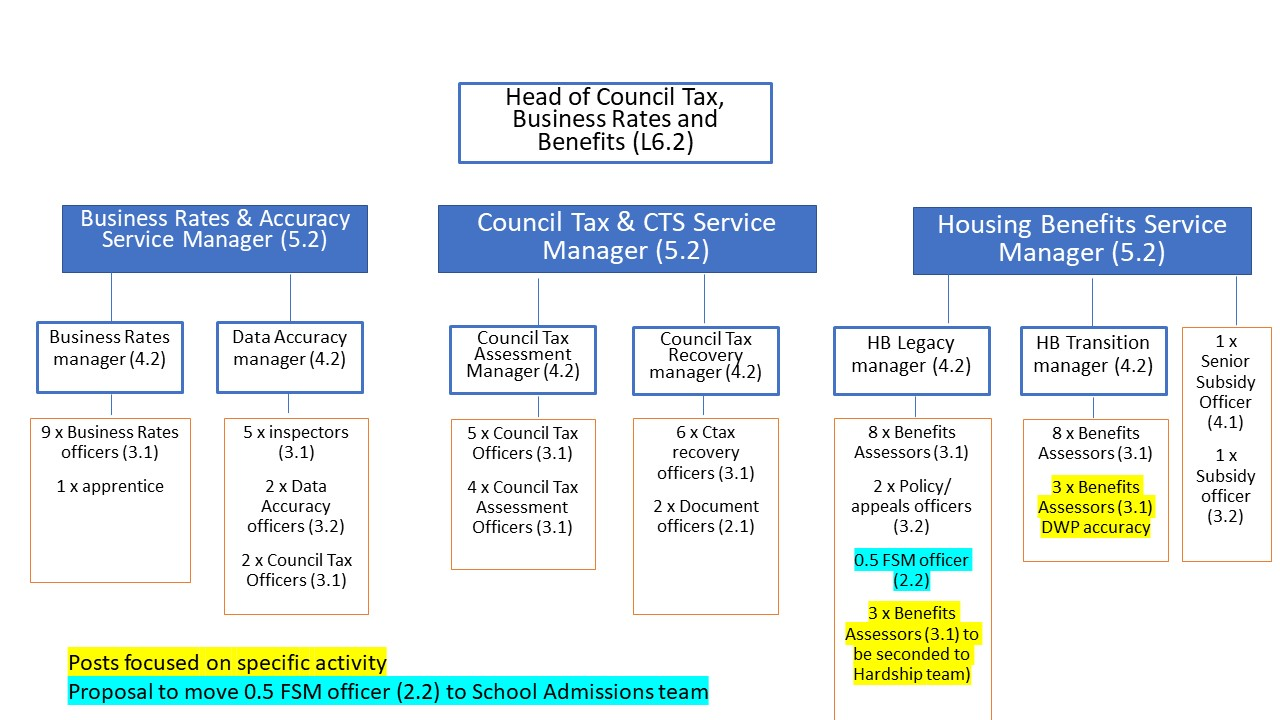 Head of Council Tax,
Business Rates and
Benefits (L6.2)
Business Rates & Accuracy
Service Manager (5.2)
Council Tax & CTS Service
Manager (5.2)
Housing Benefits Service
Manager (5.2)
Business Rates
manager (4.2)
Data Accuracy
manager (4.2)
Council Tax
Assessment
Manager (4.2)
Council Tax
Recovery
manager (4.2)
HB Legacy
manager (4.2)
HB Transition
manager (4.2)
1 x
Senior
Subsidy
Officer
(4.1)
1 x
Subsidy
officer
(3.2)
9 x Business Rates
officers (3.1)
1 x apprentice
5 x inspectors
(3.1)
2 x Data
Accuracy
officers (3.2)
2 x Council Tax
Officers (3.1)
5 x Council Tax
Officers (3.1)
4 x Council Tax
Assessment
Officers (3.1)
6 x Ctax
recovery
officers (3.1)
2 x Document
officers (2.1)
8 x Benefits
Assessors (3.1)
2 x Policy/
appeals officers
(3.2)
0.5 FSM officer
(2.2)
3 x Benefits
Assessors (3.1) to
be seconded to
Hardship team)
8 x Benefits
Assessors (3.1)
3 x Benefits
Assessors (3.1)
DWP accuracy
Posts focused on specific activity
Proposal to move 0.5 FSM officer (2.2) to School Admissions team